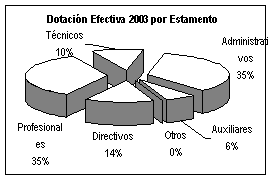 Dotación Efectiva 2003 por Estamento
Técnicos
10%
Administrati
vos
35%
Profesional
es
35%
Directivos
14%
Otros
0%
Auxiliares
6%